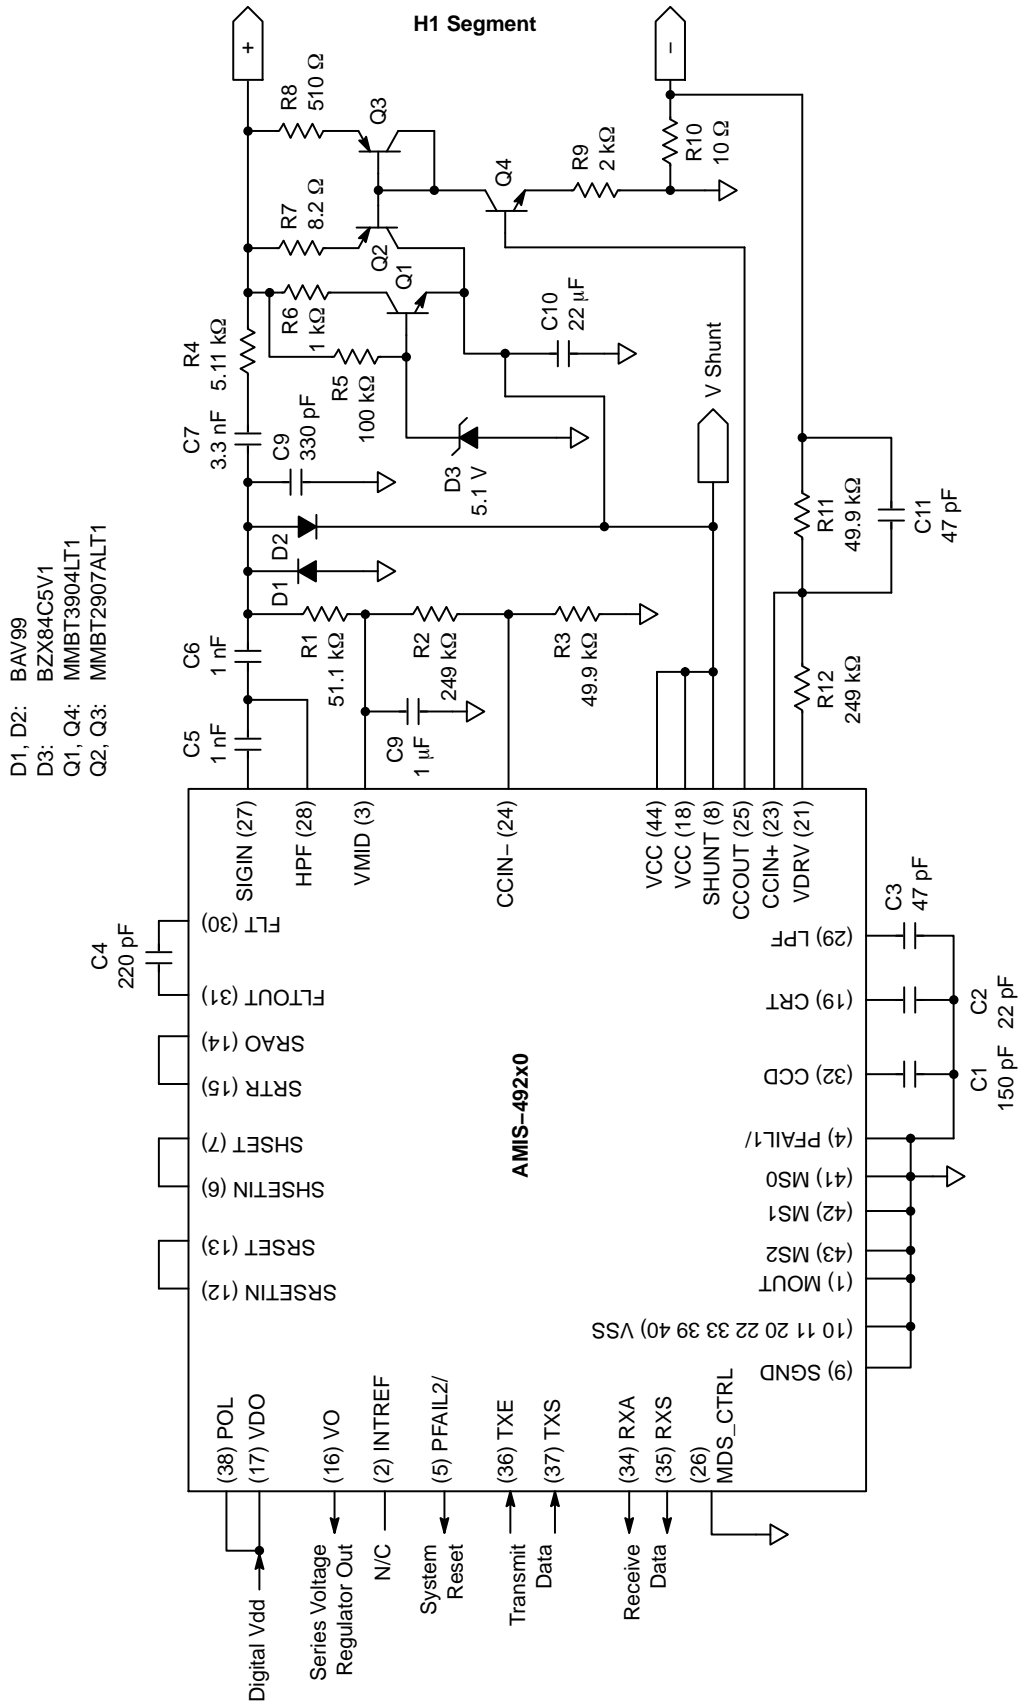 H1 Segment
+
−
D1, D2: BAV99
D3: BZX84C5V1
Q1, Q4: MMBT3904LT1
Q2, Q3: MMBT2907ALT1
R8
510 Ω
Q3
R7
8.2 Ω
Q2
Q1
Q4
R9
2 kΩ
R10
10 Ω
R6
1 kΩ
R4
5.11 kΩ
R5
100 kΩ
C10
22 μF
C7
3.3 nF
C9
330 pF
D3
5.1 V
V Shunt
D2
D1
R11
49.9 kΩ
C11
47 pF
C6
1 nF
R1
51.1 kΩ
R2
249 kΩ
R3
49.9 kΩ
R12
249 kΩ
C5
1 nF
C9
1 μF
SIGIN (27)
HPF (28)
VMID (3)
CCIN− (24)
VCC (44)
VCC (18)
SHUNT (8)
CCOUT (25)
CCIN+ (23)
VDRV (21)
C4
220 pF
FLT (30)
FLTOUT (31)
SRAO (14)
SRTR (15)
SHSET (7)
SHSETIN (6)
SRSET (13)
SRSETIN (12)
AMIS−492x0
(29) LPF
(19) CRT
(32) CCD
(4) PFAIL1/
(41) MS0
(42) MS1
(43) MS2
(1) MOUT
(10 11 20 22 33 39 40) VSS
(9) SGND
C3
47 pF
C2
22 pF
C1
150 pF
(38) POL
(17) VDO
(16) VO
(2) INTREF
(5) PFAIL2/
(36) TXE
(37) TXS
(34) RXA
(35) RXS
(26)
MDS_CTRL
Digital Vdd
Series Voltage
Regulator Out
N/C
System
Reset
Transmit
Data
Receive
Data